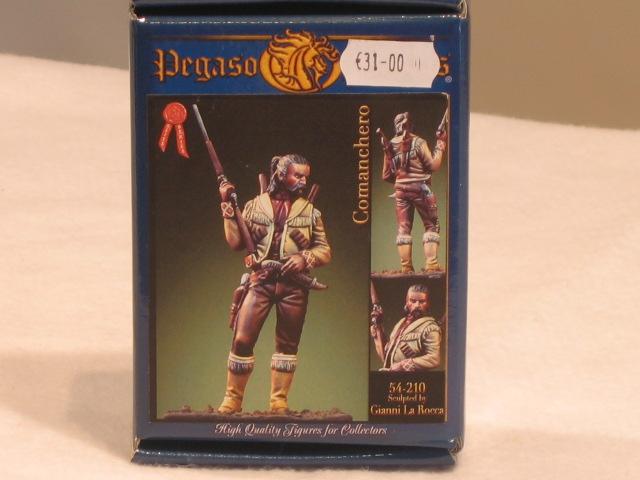 Pegaso
€31-00
Comanchero
54-210
Sculpted by
Gianni La Rocca
High Quality Figures for Collectors